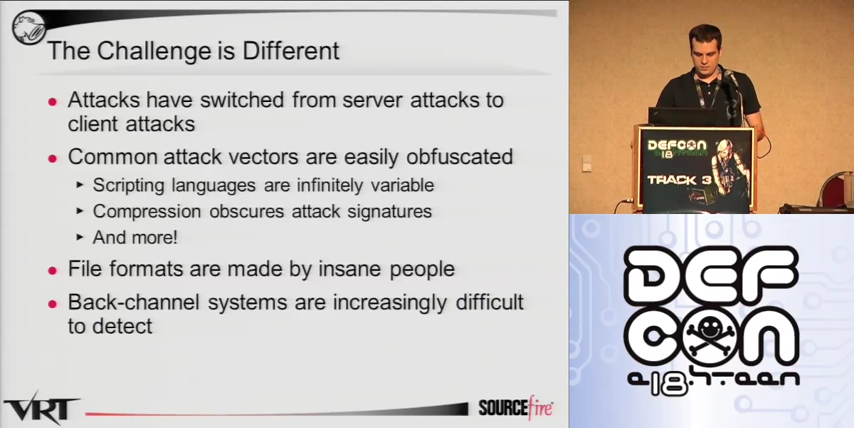 The Challenge is Different
Attacks have switched from server attacks to
client attacks
Common attack vectors are easily obfuscated
Scripting languages are infinitely variable
Compression obscures attack signatures
And more!
File formats are made by insane people
Back-channel systems are increasingly difficult
to detect
VRT
SOURCEfire
DEFCON
18
TRACK 3
DEF
CON
e18hteen